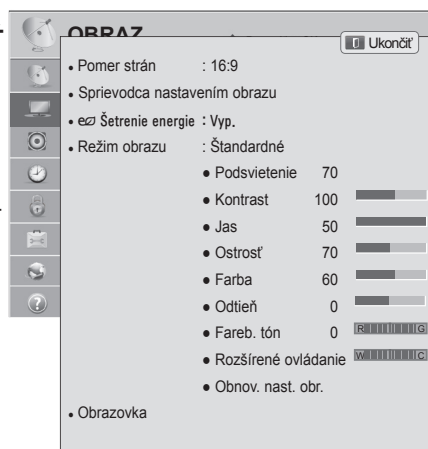 OBRAZ
Ukončiť
• Pomer strán : 16:9
• Sprievodca nastavením obrazu
• Šetrenie energie : Vyp.
• Režim obrazu : Štandardné
● Podsvietenie 70
● Kontrast 100
● Jas 50
● Ostrosť 70
● Farba 60
● Odtieň 0
R G
● Fareb. tón 0
W C
● Rozšírené ovládanie
● Obnov. nast. obr.
• Obrazovka